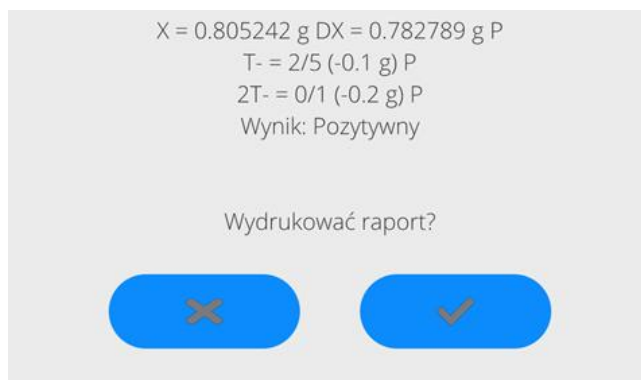 X = 0.805242 g DX = 0.782789 g P
T- = 2/5 (-0.1 g) P
2T- = 0/1 (-0.2 g) P
Wynik: Pozytywny
Wydrukować raport?